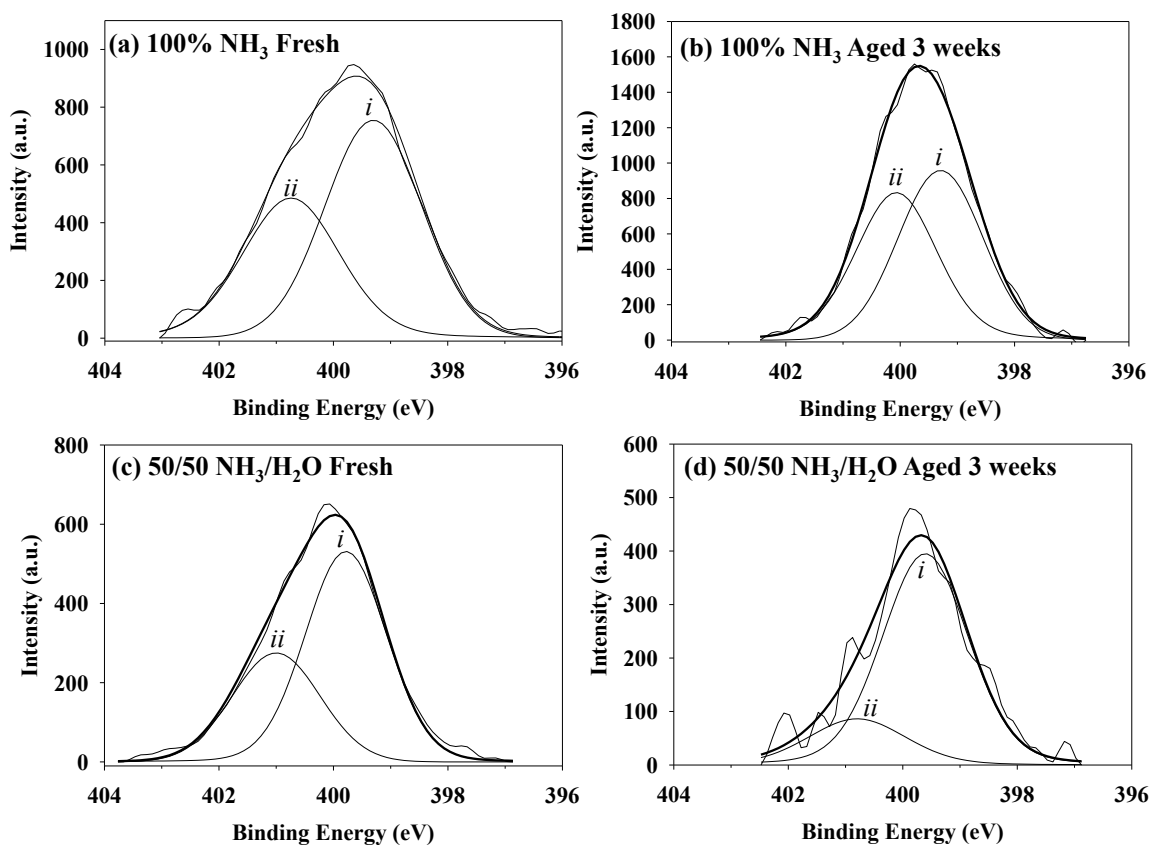 (a) 100% NH₃ Fresh
1000
800
600
400
200
0
Intensity (a.u.)
i
ii
404 402 400 398 396
Binding Energy (eV)
(b) 100% NH₃ Aged 3 weeks
1800
1600
1400
1200
1000
800
600
400
200
0
Intensity (a.u.)
i
ii
404 402 400 398 396
Binding Energy (eV)
(c) 50/50 NH₃/H₂O Fresh
800
600
400
200
0
Intensity (a.u.)
i
ii
404 402 400 398 396
Binding Energy (eV)
(d) 50/50 NH₃/H₂O Aged 3 weeks
600
500
400
300
200
100
0
Intensity (a.u.)
i
ii
404 402 400 398 396
Binding Energy (eV)